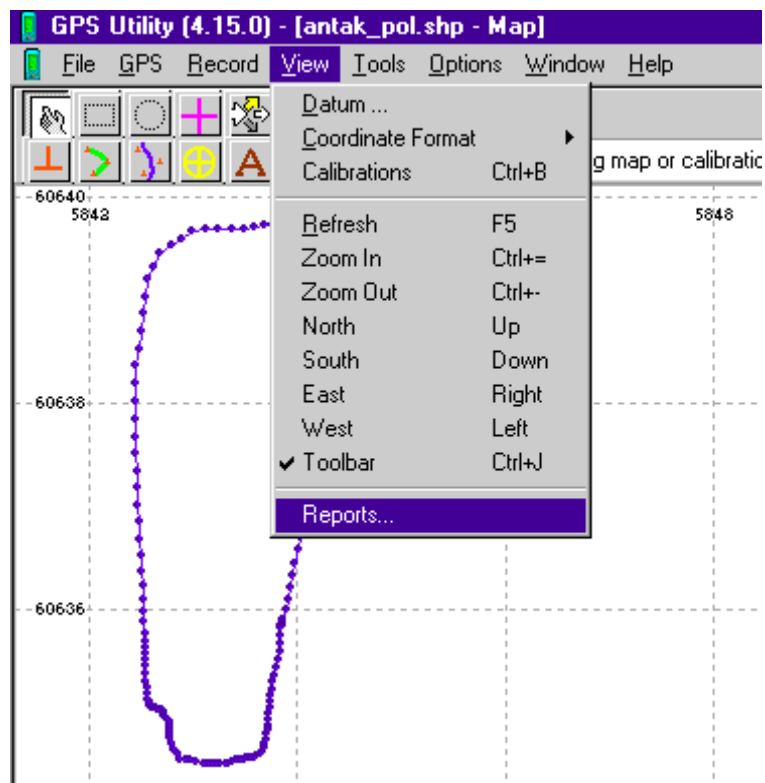 GPS Utility (4.15.0) - [antak_pol.shp - Map]
File GPS Record View Tools Options Window Help
Datum ...
Coordinate Format
Calibrations Ctrl+B
g map or calibratio
60640
5842
5848
Refresh F5
Zoom In Ctrl+=
Zoom Out Ctrl+-
North Up
South Down
East Right
60638
West Left
Toolbar Ctrl+J
Reports...
60636